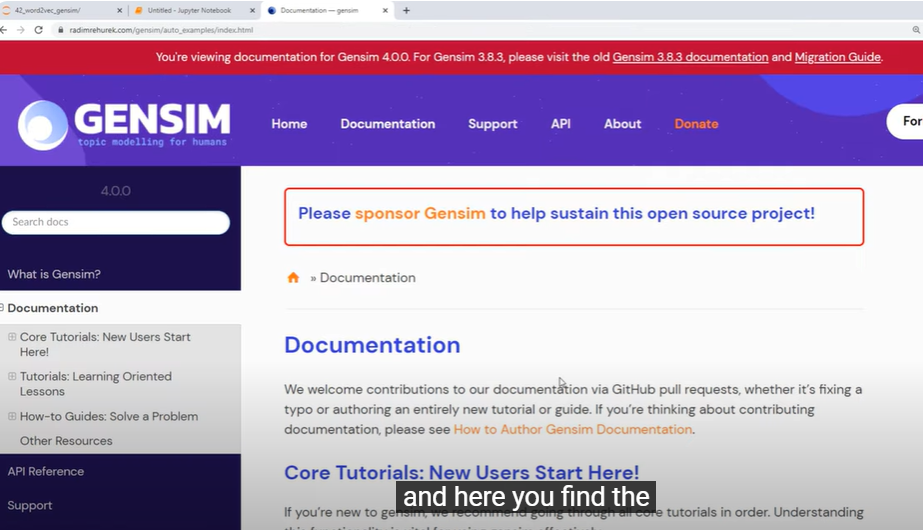 42_word2vec_gensim/
Untitled - Jupyter Notebook
Documentation — gensim
radimrehurek.com/gensim/auto_examples/index.html
You're viewing documentation for Gensim 4.0.0. For Gensim 3.8.3, please visit the old Gensim 3.8.3 documentation and Migration Guide.
GENSIM
topic modelling for humans
Home
Documentation
Support
API
About
Donate
For
4.0.0
Search docs
What is Gensim?
Documentation
Core Tutorials: New Users Start
Here!
Tutorials: Learning Oriented
Lessons
How-to Guides: Solve a Problem
Other Resources
API Reference
Support
Please sponsor Gensim to help sustain this open source project!
» Documentation
Documentation
We welcome contributions to our documentation via GitHub pull requests, whether it's fixing a
typo or authoring an entirely new tutorial or guide. If you're thinking about contributing
documentation, please see How to Author Gensim Documentation.
Core Tutorials: New Users Start Here!
and here you find the
If you're new to gensim, we recommend going through all core tutorials in order. Understanding